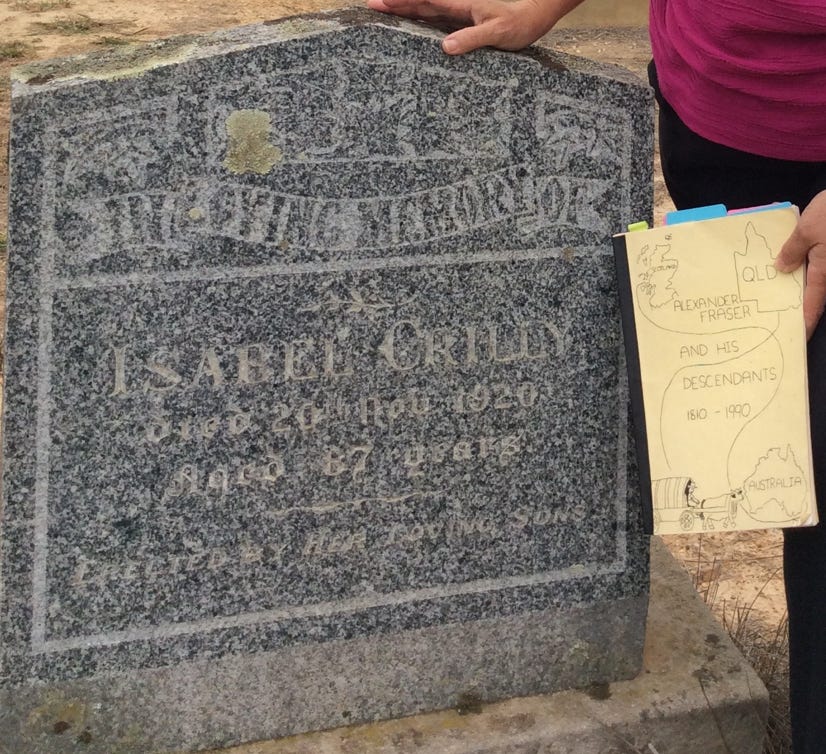 IN LOVING MEMORY OF
ISABEL CRILLY
Died 20th Nov 1920
Aged 87 years
ERECTED BY HER LOVING SONS
SCOTLAND
QLD
ALEXANDER
FRASER
AND HIS
DESCENDANTS
1810 - 1990
AUSTRALIA